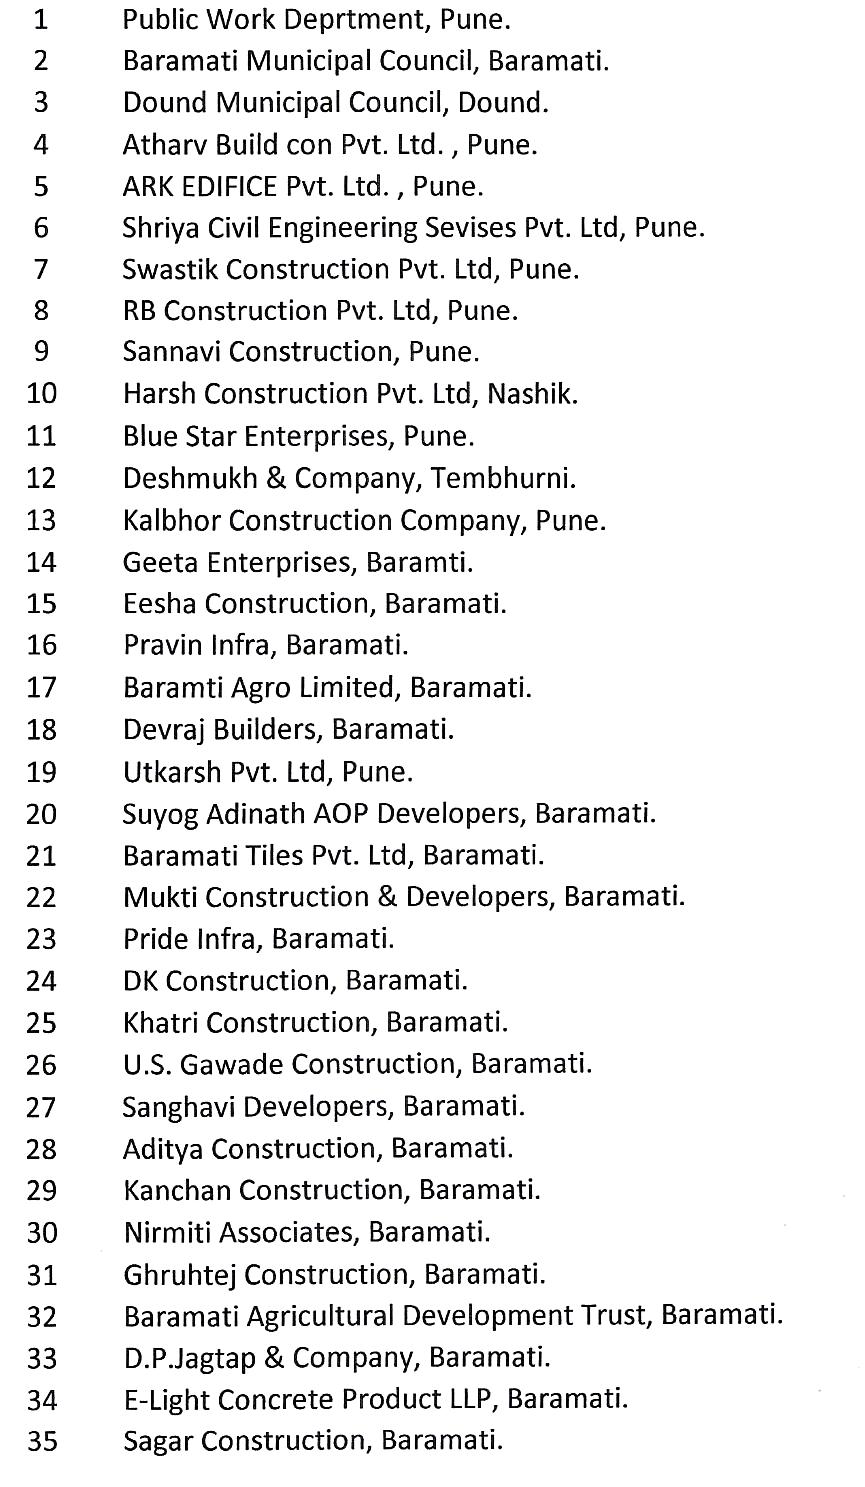 1 Public Work Deprtment, Pune.
2 Baramati Municipal Council, Baramati.
3 Dound Municipal Council, Dound.
4 Atharv Build con Pvt. Ltd. , Pune.
5 ARK EDIFICE Pvt. Ltd. , Pune.
6 Shriya Civil Engineering Sevises Pvt. Ltd, Pune.
7 Swastik Construction Pvt. Ltd, Pune.
8 RB Construction Pvt. Ltd, Pune.
9 Sannavi Construction, Pune.
10 Harsh Construction Pvt. Ltd, Nashik.
11 Blue Star Enterprises, Pune.
12 Deshmukh & Company, Tembhurni.
13 Kalbhor Construction Company, Pune.
14 Geeta Enterprises, Baramti.
15 Eesha Construction, Baramati.
16 Pravin Infra, Baramati.
17 Baramti Agro Limited, Baramati.
18 Devraj Builders, Baramati.
19 Utkarsh Pvt. Ltd, Pune.
20 Suyog Adinath AOP Developers, Baramati.
21 Baramati Tiles Pvt. Ltd, Baramati.
22 Mukti Construction & Developers, Baramati.
23 Pride Infra, Baramati.
24 DK Construction, Baramati.
25 Khatri Construction, Baramati.
26 U.S. Gawade Construction, Baramati.
27 Sanghavi Developers, Baramati.
28 Aditya Construction, Baramati.
29 Kanchan Construction, Baramati.
30 Nirmiti Associates, Baramati.
31 Ghruhtej Construction, Baramati.
32 Baramati Agricultural Development Trust, Baramati.
33 D.P.Jagtap & Company, Baramati.
34 E-Light Concrete Product LLP, Baramati.
35 Sagar Construction, Baramati.